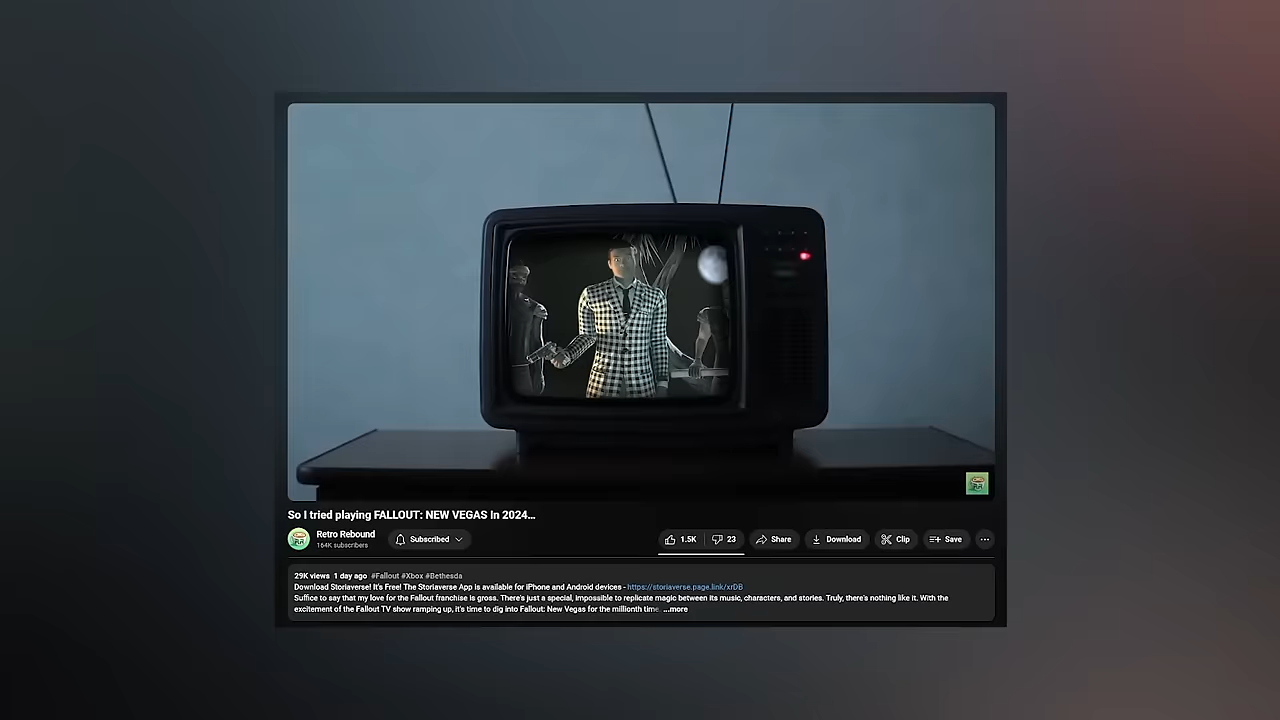 So I tried playing FALLOUT: NEW VEGAS In 2024...
Retro Rebound
164K subscribers
Subscribed
1.5K
23
Share
Download
Clip
Save
29K views 1 day ago #Fallout #Xbox #Bethesda
Download Storiaverse! It's Free! The Storiaverse App is available for iPhone and Android devices - https://storiaverse.page.link/xrDB
Suffice to say that my love for the Fallout franchise is gross. There's just a special, impossible to replicate magic between its music, characters, and stories. Truly, there's nothing like it. With the
excitement of the Fallout TV show ramping up, it's time to dig into Fallout: New Vegas for the millionth time. ...more